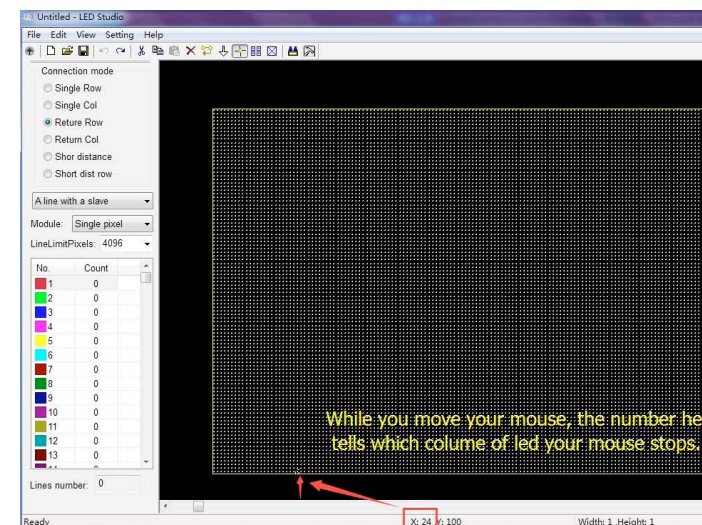 Untitled - LED Studio
File Edit View Setting Help
Connection mode
Single Row
Single Col
Reture Row
Return Col
Shor distance
Short dist row
A line with a slave
Module: Single pixel
LineLimitPixels: 4096
No. Count
1 0
2 0
3 0
4 0
5 0
6 0
7 0
8 0
9 0
10 0
11 0
12 0
13 0
Lines number: 0
While you move your mouse, the number he
tells which colume of led your mouse stops.
Ready X: 24 Y: 100 Width: 1 ,Height: 1